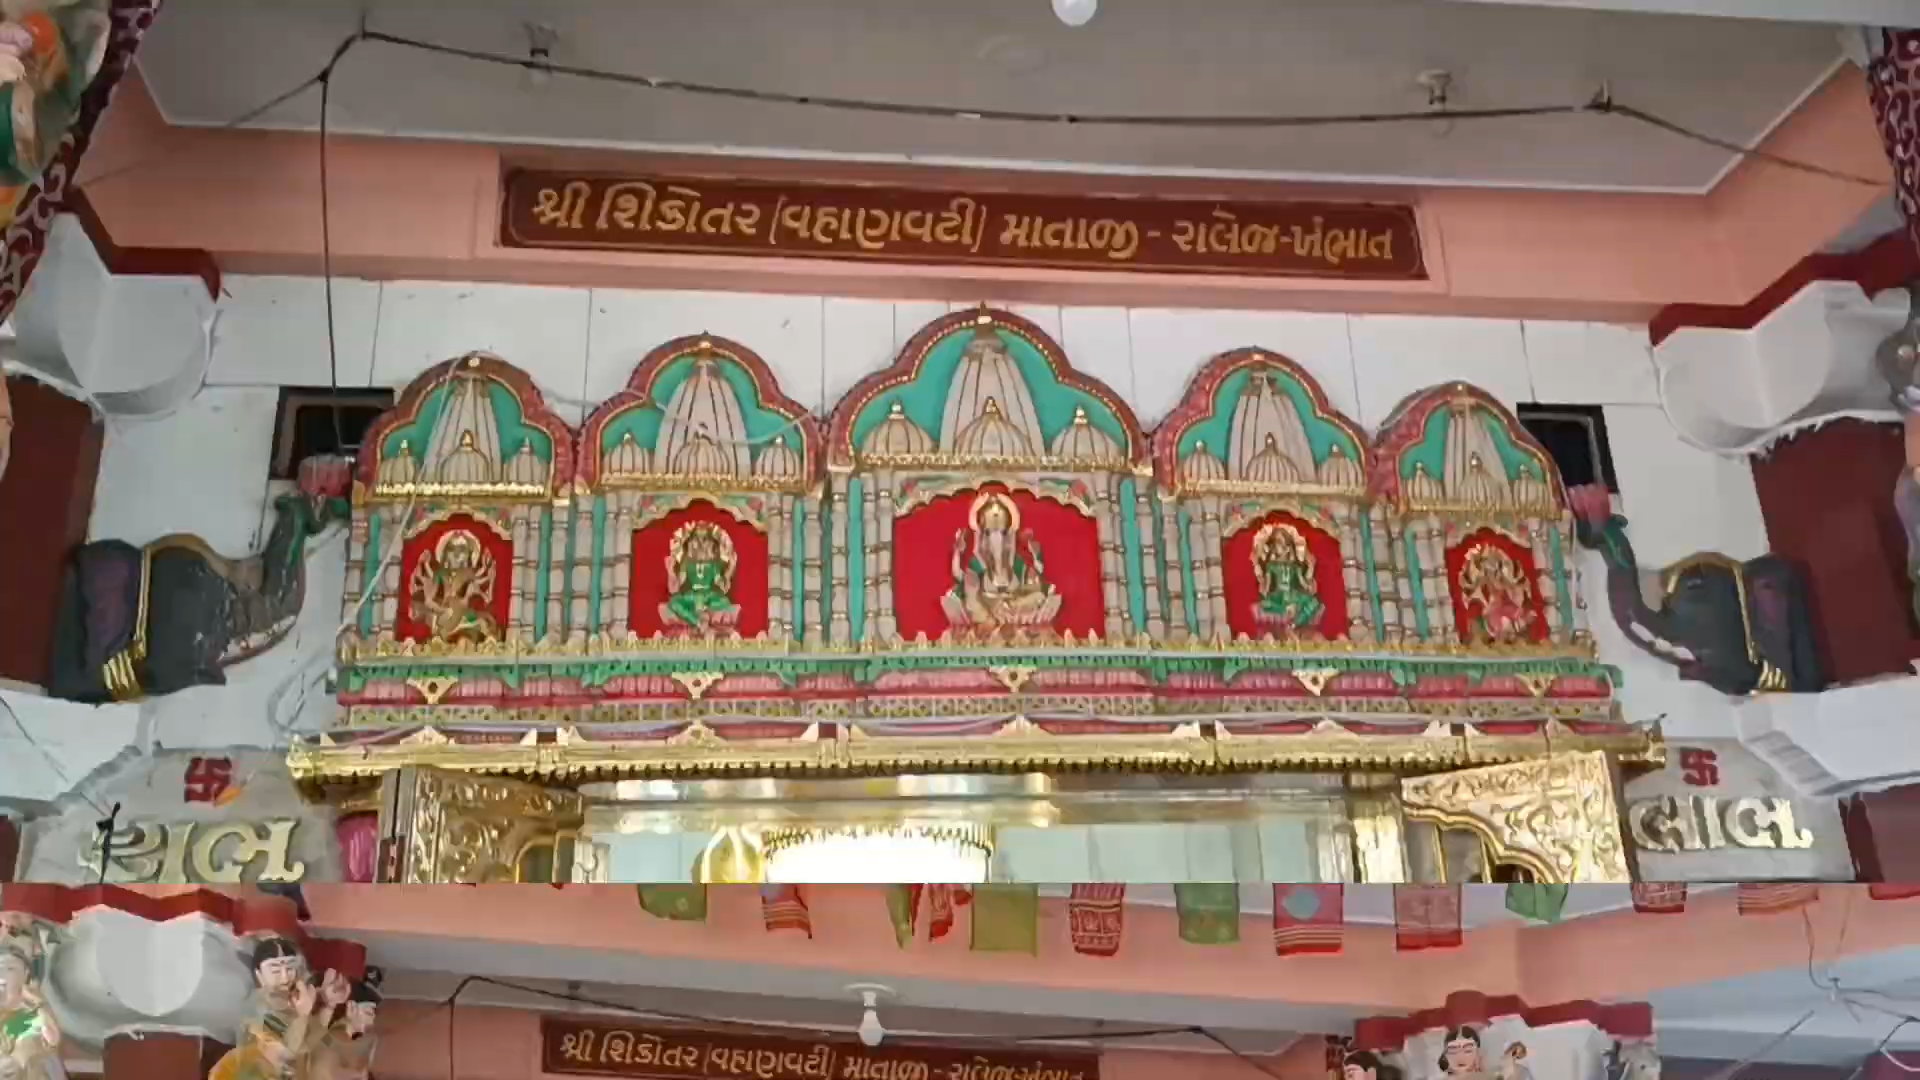 શ્રી શિકોતર (વહાણવટી) માતાજી - રાલેજ-ખંભાત
લાભ
શ્રી શિકોતર (વહાણવટી) માતાજી - રાલેજ-ખંભાત